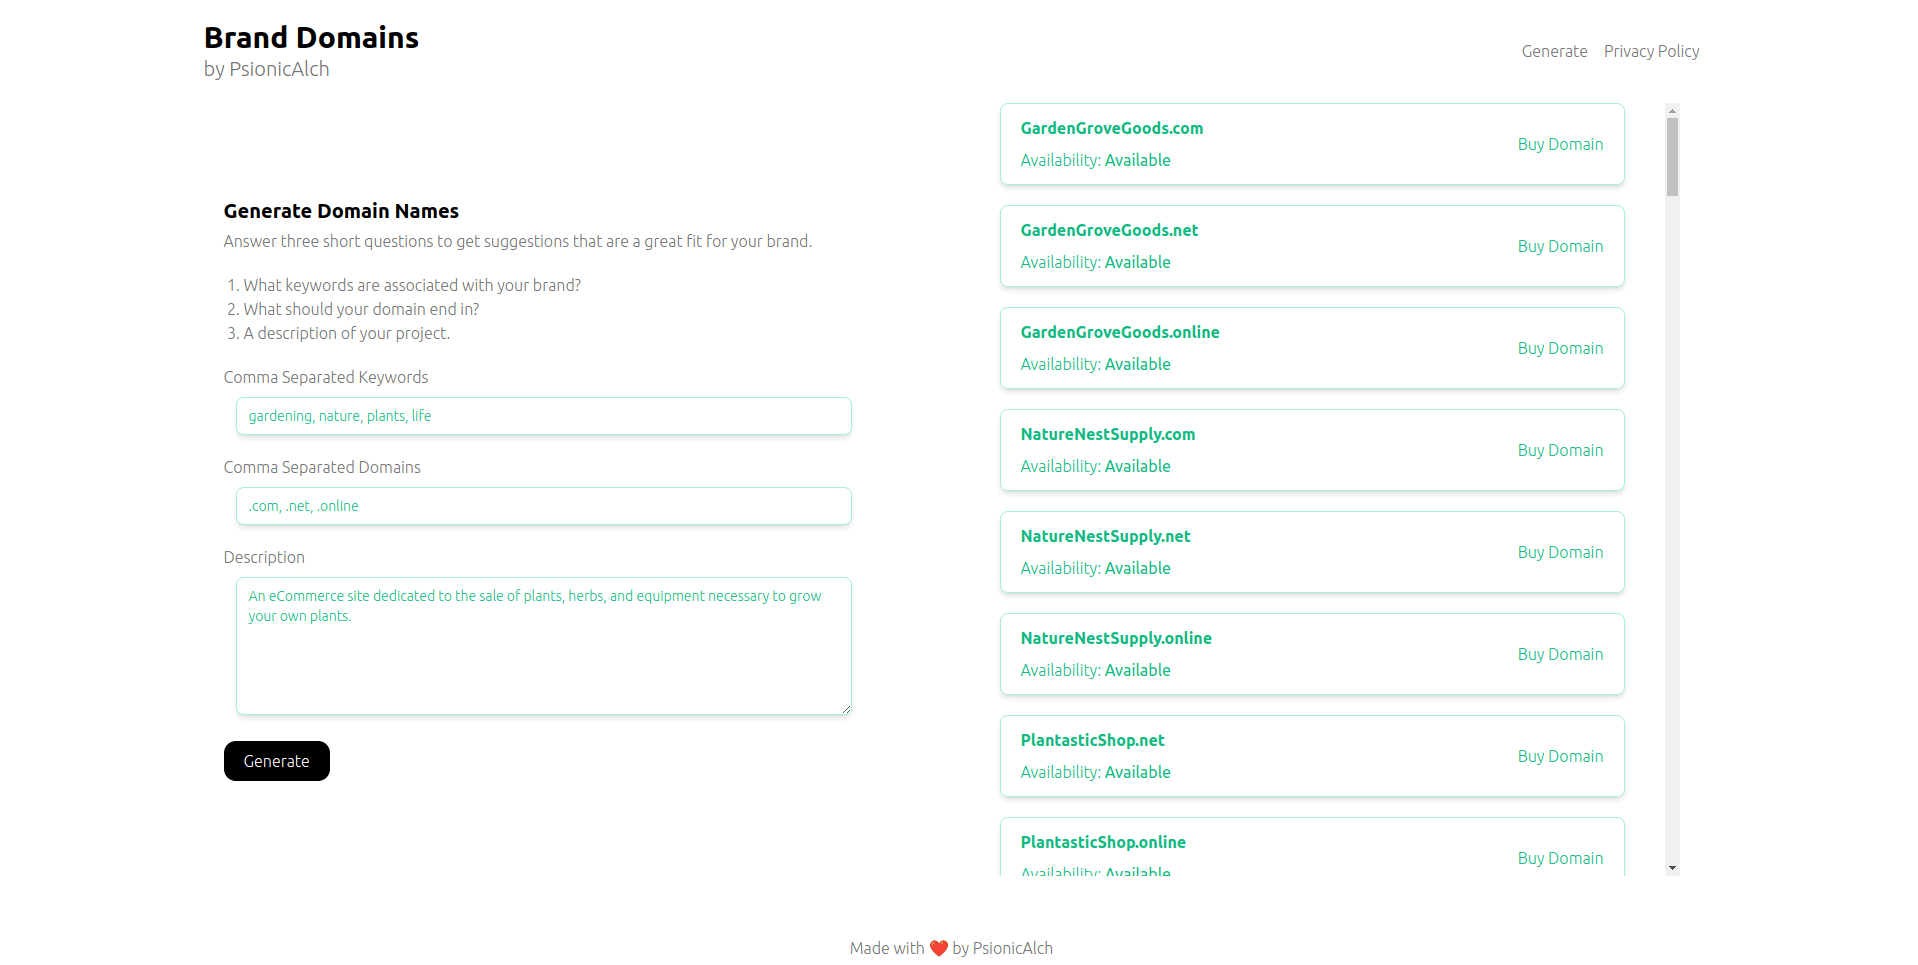 Brand Domains
by PsionicAlch
Generate
Privacy Policy
Generate Domain Names
Answer three short questions to get suggestions that are a great fit for your brand.
1. What keywords are associated with your brand?
2. What should your domain end in?
3. A description of your project.
Comma Separated Keywords
gardening, nature, plants, life
Comma Separated Domains
.com, .net, .online
Description
An eCommerce site dedicated to the sale of plants, herbs, and equipment necessary to grow
your own plants.
Generate
GardenGroveGoods.com
Availability: Available
Buy Domain
GardenGroveGoods.net
Availability: Available
Buy Domain
GardenGroveGoods.online
Availability: Available
Buy Domain
NatureNestSupply.com
Availability: Available
Buy Domain
NatureNestSupply.net
Availability: Available
Buy Domain
NatureNestSupply.online
Availability: Available
Buy Domain
PlantasticShop.net
Availability: Available
Buy Domain
PlantasticShop.online
Availability: Available
Buy Domain
Made with ❤️ by PsionicAlch